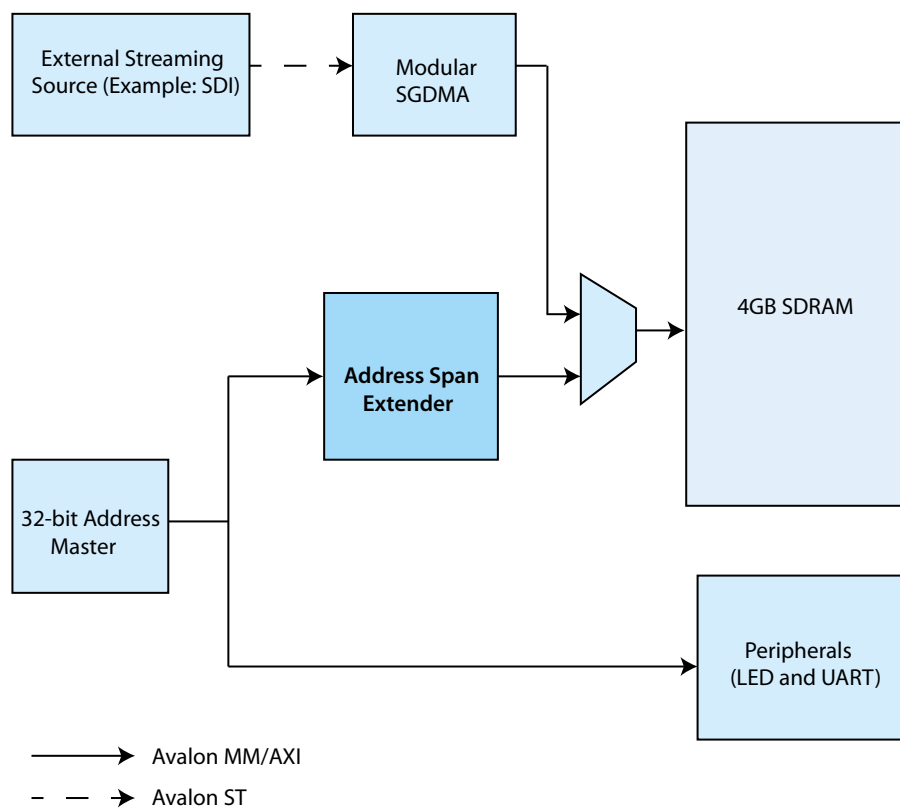 External Streaming
Source (Example: SDI)
Modular
SGDMA
4GB SDRAM
Address Span
Extender
32-bit Address
Master
Peripherals
(LED and UART)
Avalon MM/AXI
Avalon ST